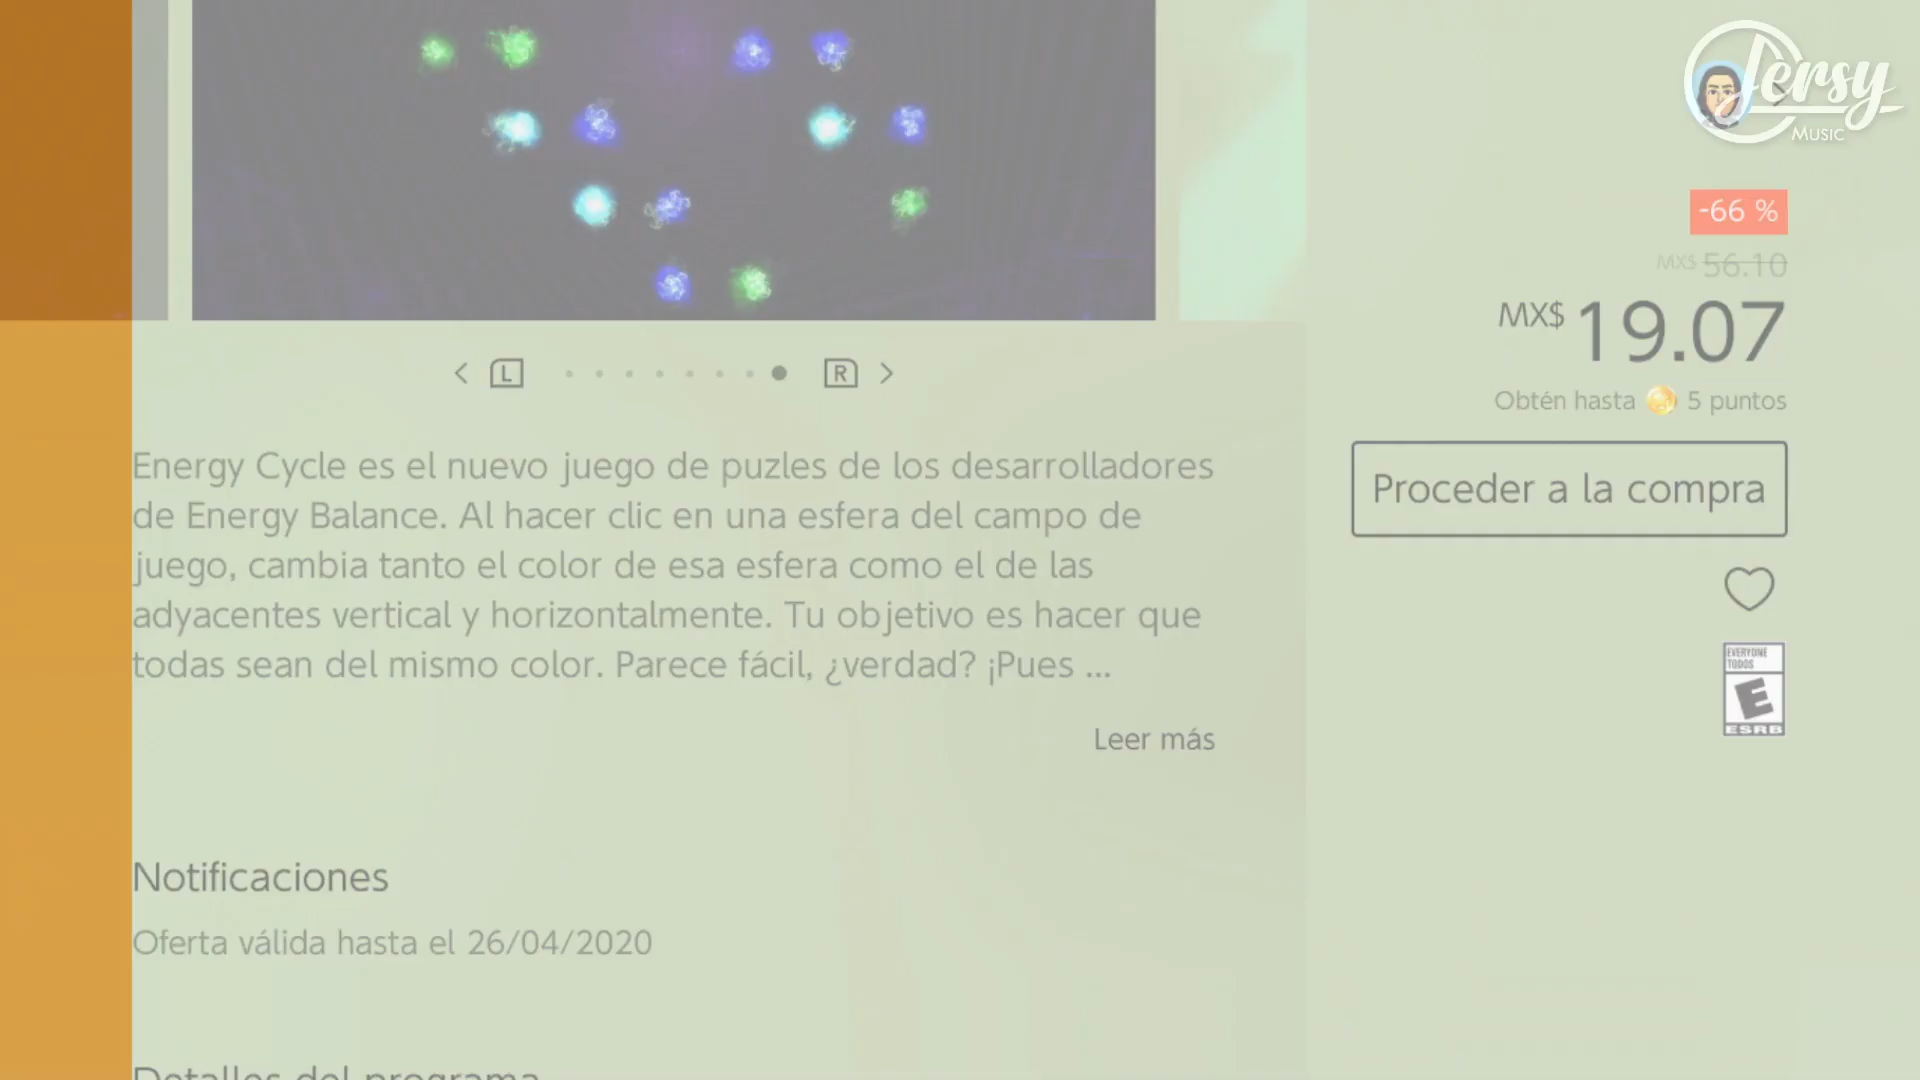 Jersy
Music
-66 %
MX$ 56.10
MX$ 19.07
Obtén hasta 5 puntos
Proceder a la compra
EVERYONE
TODOS
E
ESRB
L
R
Energy Cycle es el nuevo juego de puzles de los desarrolladores
de Energy Balance. Al hacer clic en una esfera del campo de
juego, cambia tanto el color de esa esfera como el de las
adyacentes vertical y horizontalmente. Tu objetivo es hacer que
todas sean del mismo color. Parece fácil, ¿verdad? ¡Pues ...
Leer más
Notificaciones
Oferta válida hasta el 26/04/2020
Detalles del programa